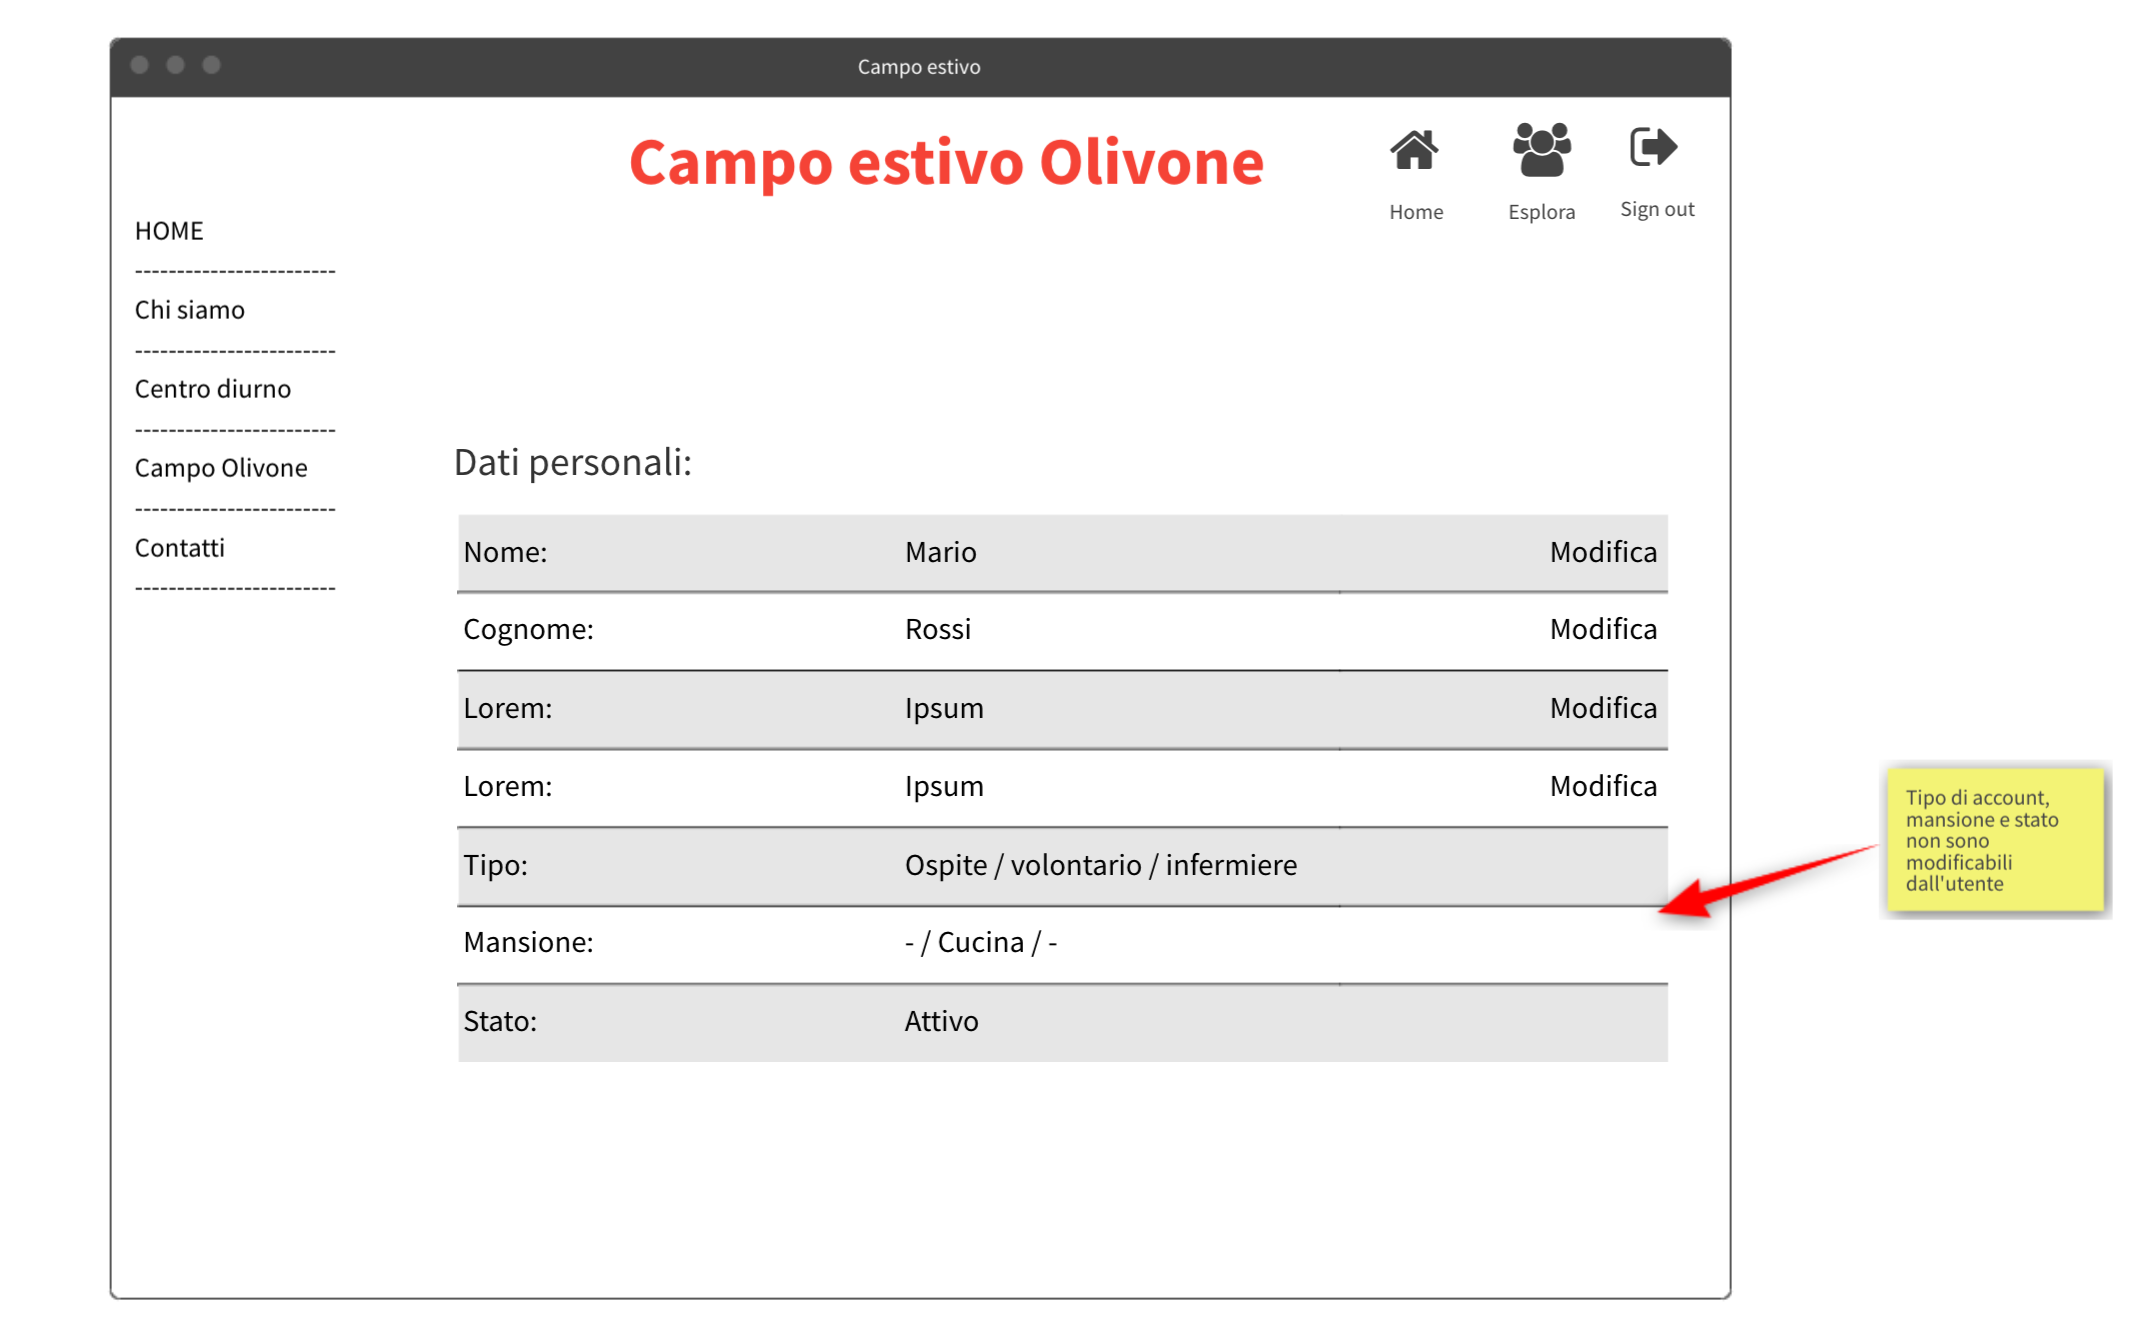 Campo estivo
Campo estivo Olivone
Home
Esplora
Sign out
HOME
------------------------
Chi siamo
------------------------
Centro diurno
------------------------
Campo Olivone
------------------------
Contatti
------------------------
Dati personali:
Nome: Mario Modifica
Cognome: Rossi Modifica
Lorem: Ipsum Modifica
Lorem: Ipsum Modifica
Tipo: Ospite / volontario / infermiere
Mansione: - / Cucina / -
Stato: Attivo
Tipo di account,
mansione e stato
non sono
modificabili
dall'utente